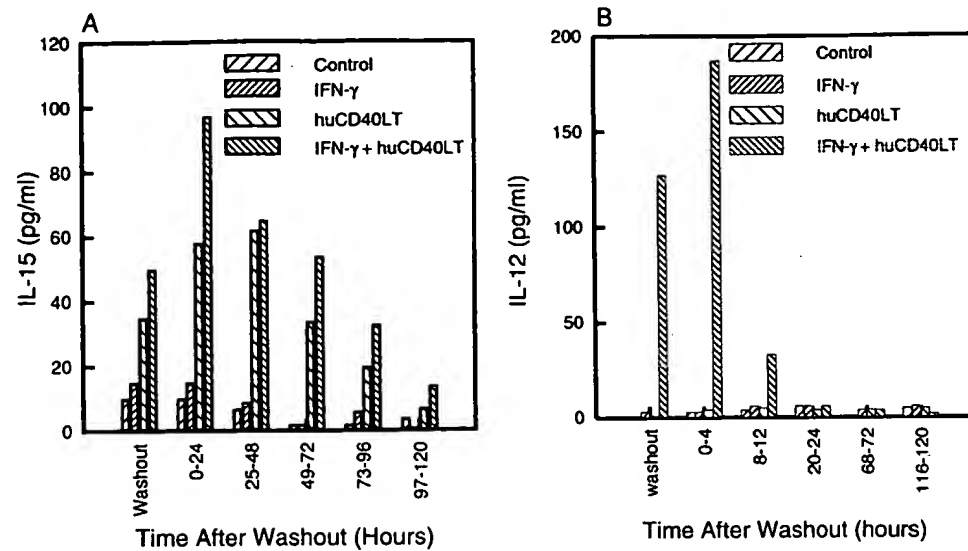 A
IL-15 (pg/ml)
120
100
80
60
40
20
0
Control
IFN-γ
huCD40LT
IFN-γ + huCD40LT
Washout
0-24
25-48
49-72
73-96
97-120
Time After Washout (Hours)
B
IL-12 (pg/ml)
200
150
100
50
0
Control
IFN-γ
huCD40LT
IFN-γ + huCD40LT
washout
0-4
8-12
20-24
68-72
116-120
Time After Washout (hours)